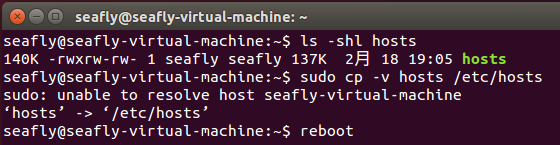 seafly@seafly-virtual-machine: ~
seafly@seafly-virtual-machine:~$ ls -shl hosts
140K -rwxrw-rw- 1 seafly seafly 137K  2月 18 19:05 hosts
seafly@seafly-virtual-machine:~$ sudo cp -v hosts /etc/hosts
sudo: unable to resolve host seafly-virtual-machine
‘hosts’ -> ‘/etc/hosts’
seafly@seafly-virtual-machine:~$ reboot